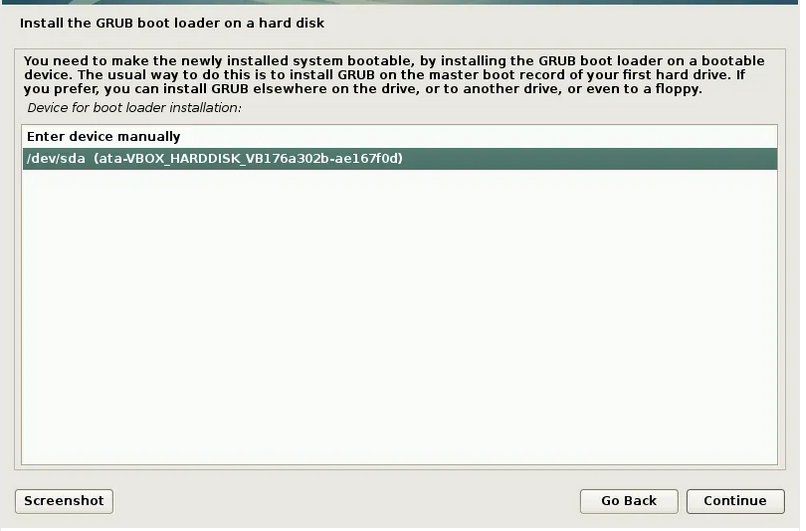 Install the GRUB boot loader on a hard disk
You need to make the newly installed system bootable, by installing the GRUB boot loader on a bootable
device. The usual way to do this is to install GRUB on the master boot record of your first hard drive. If
you prefer, you can install GRUB elsewhere on the drive, or to another drive, or even to a floppy.
Device for boot loader installation:
Enter device manually
/dev/sda  (ata-VBOX_HARDDISK_VB176a302b-ae167f0d)
Screenshot
Go Back
Continue